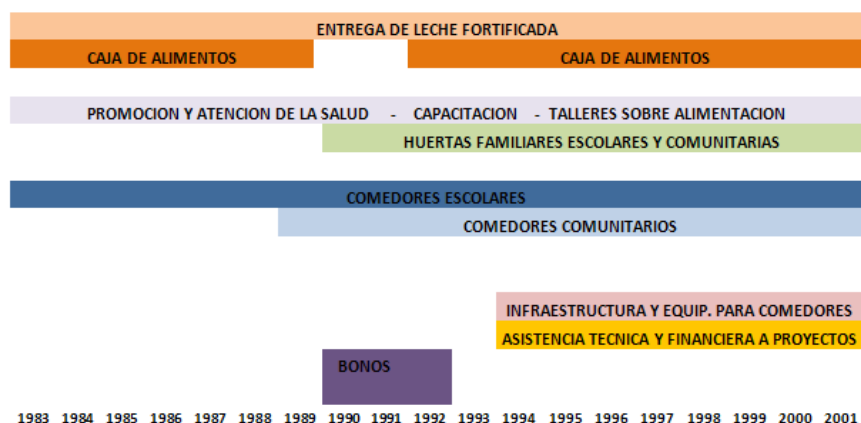 ENTREGA DE LECHE FORTIFICADA
CAJA DE ALIMENTOS CAJA DE ALIMENTOS
PROMOCION Y ATENCION DE LA SALUD - CAPACITACION - TALLERES SOBRE ALIMENTACION
HUERTAS FAMILIARES ESCOLARES Y COMUNITARIAS
COMEDORES ESCOLARES
COMEDORES COMUNITARIOS
INFRAESTRUCTURA Y EQUIP. PARA COMEDORES
ASISTENCIA TECNICA Y FINANCIERA A PROYECTOS
BONOS
1983 1984 1985 1986 1987 1988 1989 1990 1991 1992 1993 1994 1995 1996 1997 1998 1999 2000 2001